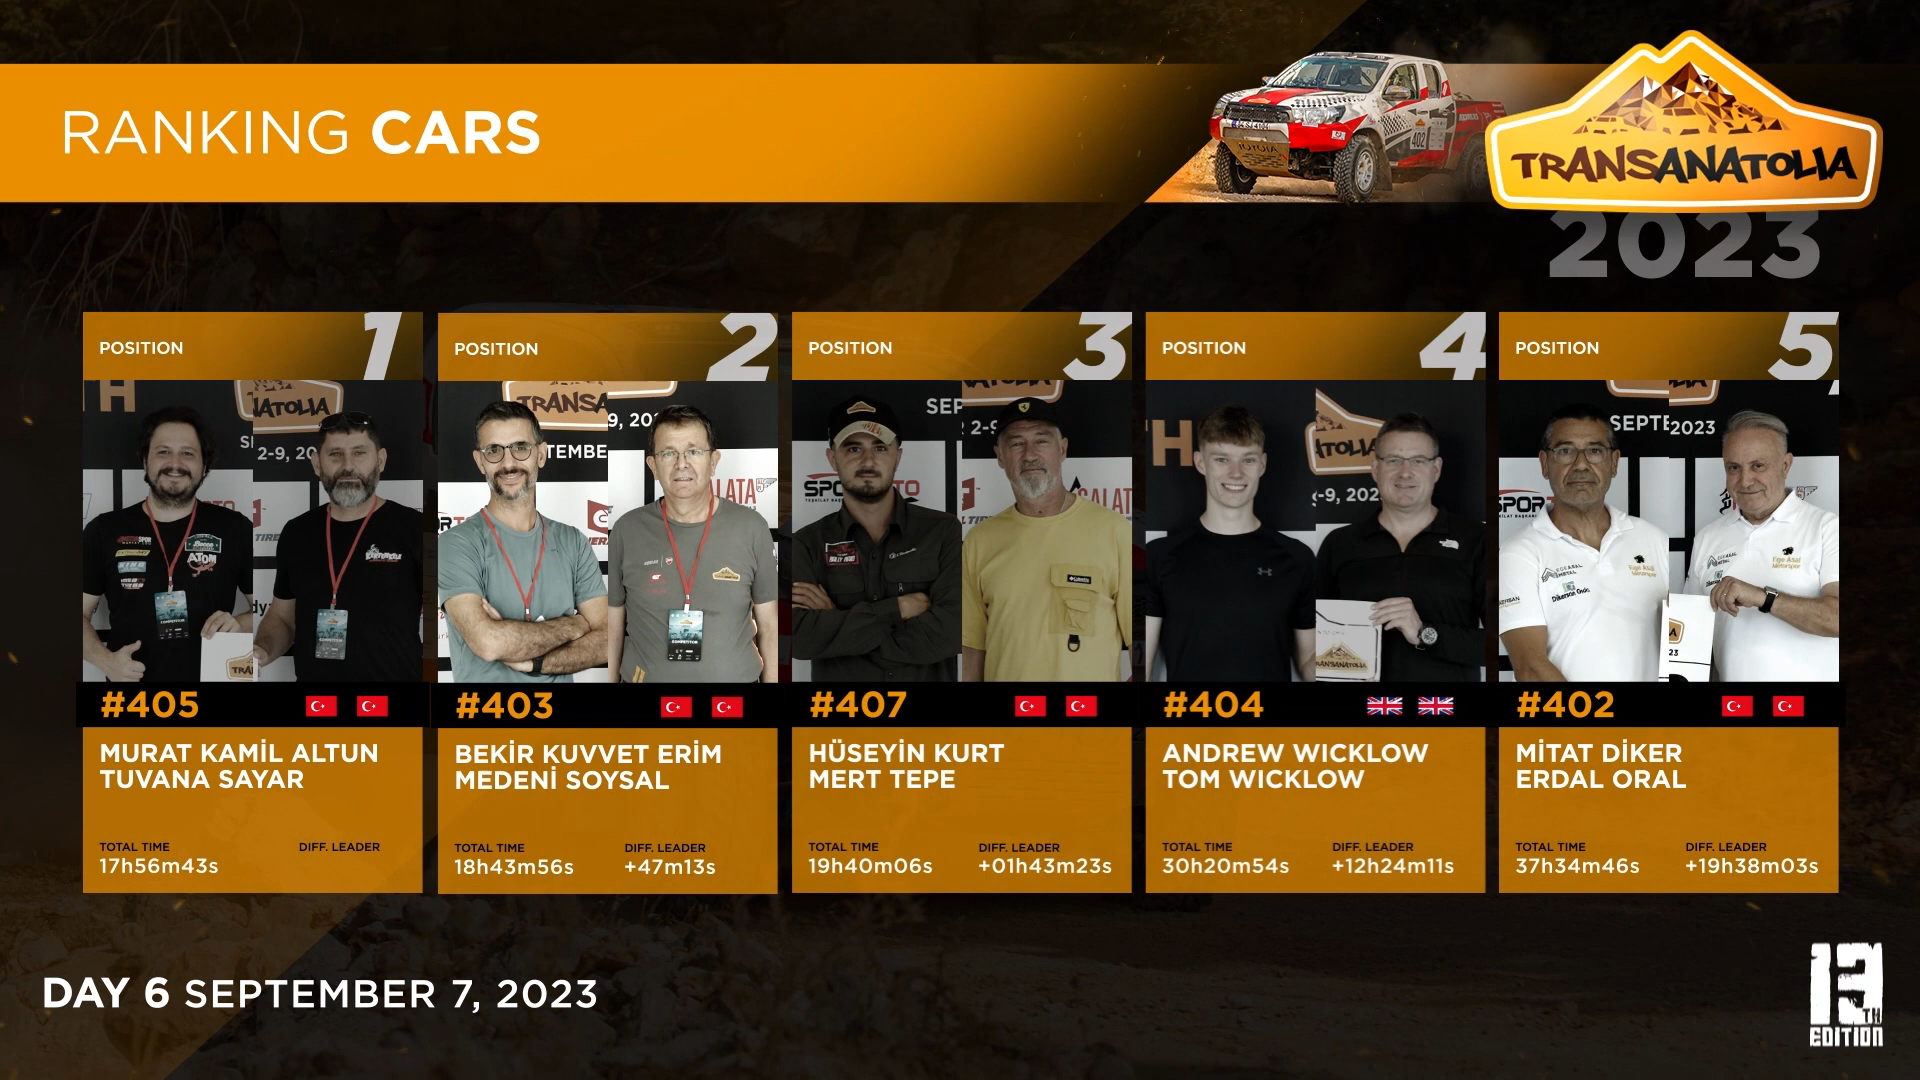 RANKING CARS
402
TOYOTA
TRANSANATOLIA
2023
POSITION 1
POSITION 2
POSITION 3
POSITION 4
POSITION 5
#405
MURAT KAMİL ALTUN
TUVANA SAYAR
TOTAL TIME
17h56m43s
DIFF. LEADER
#403
BEKİR KUVVET ERİM
MEDENİ SOYSAL
TOTAL TIME
18h43m56s
DIFF. LEADER
+47m13s
#407
HÜSEYİN KURT
MERT TEPE
TOTAL TIME
19h40m06s
DIFF. LEADER
+01h43m23s
#404
ANDREW WICKLOW
TOM WICKLOW
TOTAL TIME
30h20m54s
DIFF. LEADER
+12h24m11s
#402
MİTAT DİKER
ERDAL ORAL
TOTAL TIME
37h34m46s
DIFF. LEADER
+19h38m03s
DAY 6 SEPTEMBER 7, 2023
13TH
EDITION